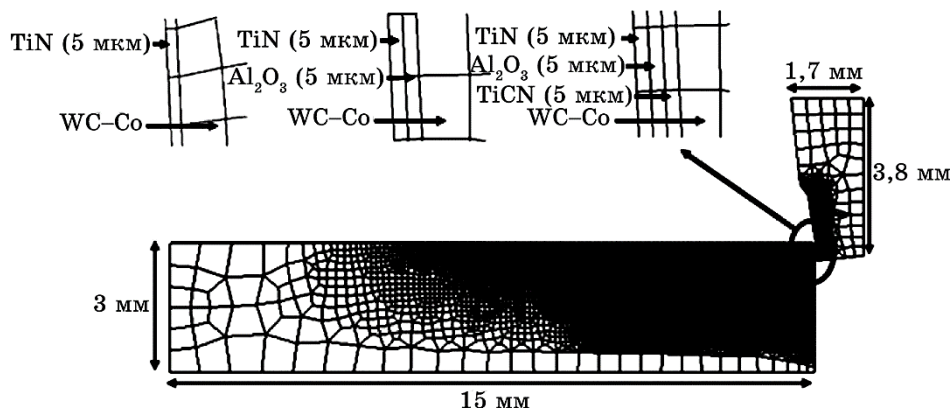 TiN (5 мкм)
WC–Co
TiN (5 мкм)
Al₂O₃ (5 мкм)
WC–Co
TiN (5 мкм)
Al₂O₃ (5 мкм)
TiCN (5 мкм)
WC–Co
1,7 мм
3,8 мм
3 мм
15 мм